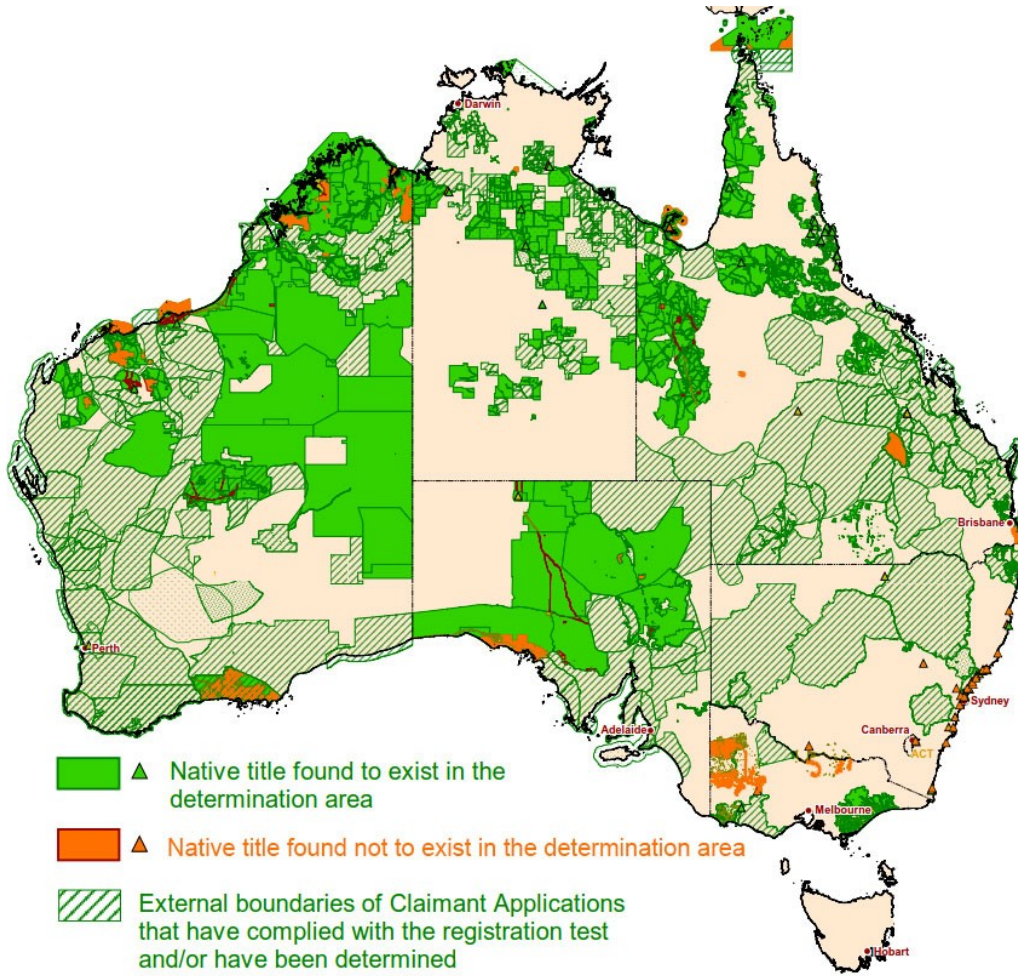 Darwin
Brisbane
Perth
Sydney
Adelaide
Canberra
ACT
Melbourne
Hobart
Native title found to exist in the
determination area
Native title found not to exist in the determination area
External boundaries of Claimant Applications
that have complied with the registration test
and/or have been determined